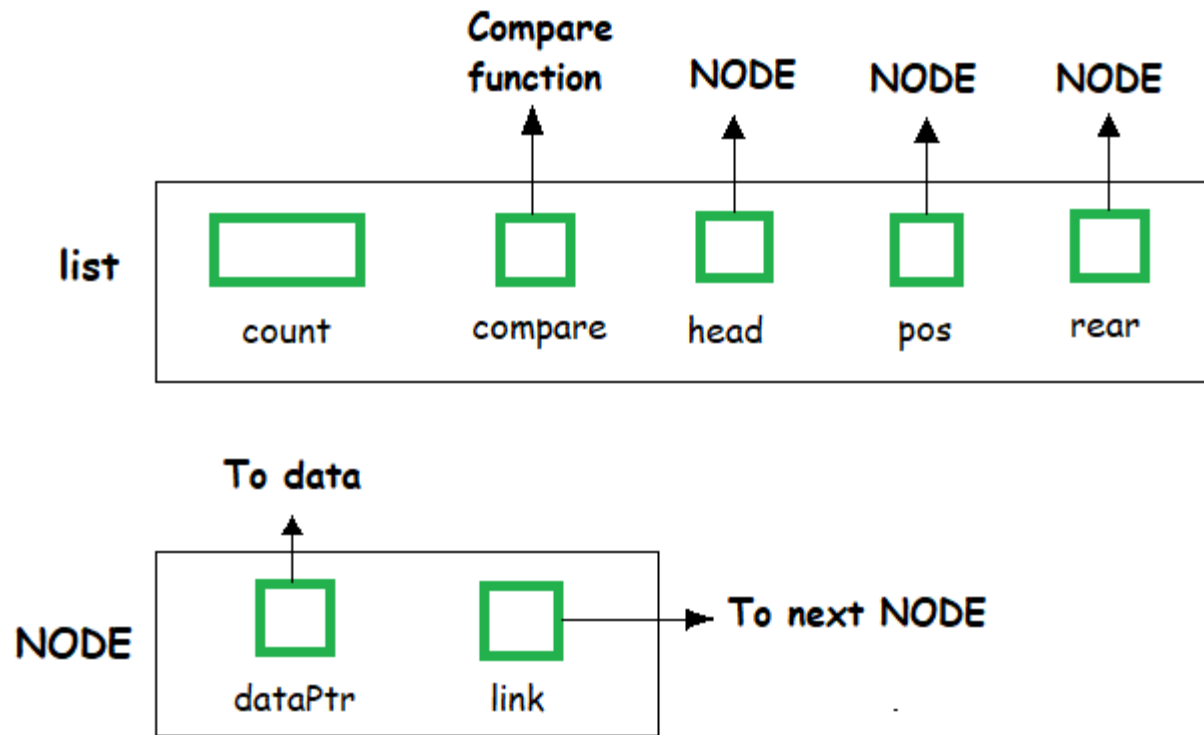 Compare
function
NODE
NODE
NODE
list
count
compare
head
pos
rear
To data
NODE
To next NODE
dataPtr
link